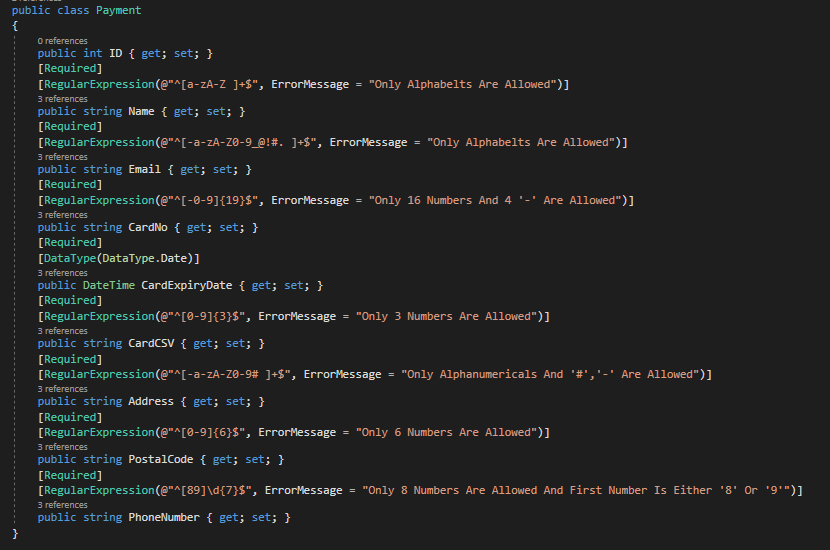 public class Payment
{
0 references
public int ID { get; set; }
[Required]
[RegularExpression(@"^[a-zA-Z ]+$", ErrorMessage = "Only Alphabelts Are Allowed")]
3 references
public string Name { get; set; }
[Required]
[RegularExpression(@"^[-a-zA-Z0-9_@!#. ]+$", ErrorMessage = "Only Alphabelts Are Allowed")]
3 references
public string Email { get; set; }
[Required]
[RegularExpression(@"^[-0-9]{19}$", ErrorMessage = "Only 16 Numbers And 4 '-' Are Allowed")]
3 references
public string CardNo { get; set; }
[Required]
[DataType(DataType.Date)]
3 references
public DateTime CardExpiryDate { get; set; }
[Required]
[RegularExpression(@"^[0-9]{3}$", ErrorMessage = "Only 3 Numbers Are Allowed")]
3 references
public string CardCSV { get; set; }
[Required]
[RegularExpression(@"^[-a-zA-Z0-9# ]+$", ErrorMessage = "Only Alphanumericals And '#','-' Are Allowed")]
3 references
public string Address { get; set; }
[Required]
[RegularExpression(@"^[0-9]{6}$", ErrorMessage = "Only 6 Numbers Are Allowed")]
3 references
public string PostalCode { get; set; }
[Required]
[RegularExpression(@"^[89]\d{7}$", ErrorMessage = "Only 8 Numbers Are Allowed And First Number Is Either '8' Or '9'")]
3 references
public string PhoneNumber { get; set; }
}